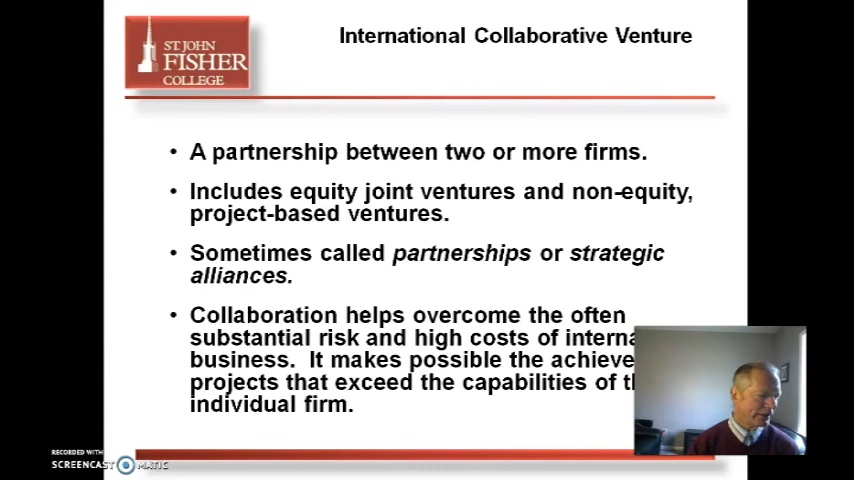 ST JOHN
FISHER
COLLEGE
International Collaborative Venture
• A partnership between two or more firms.
• Includes equity joint ventures and non-equity,
project-based ventures.
• Sometimes called partnerships or strategic
alliances.
• Collaboration helps overcome the often
substantial risk and high costs of
business. It makes possible the
projects that exceed the capabilities of
individual firm.
RECORDED WITH
SCREENCAST MATIC